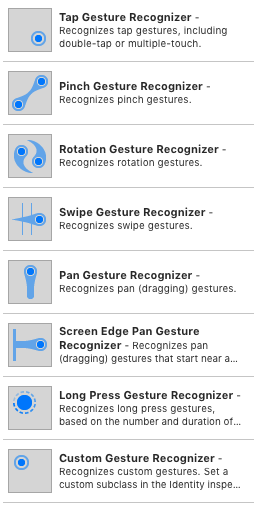 Tap Gesture Recognizer -
Recognizes tap gestures, including
double-tap or multiple-touch.
Pinch Gesture Recognizer -
Recognizes pinch gestures.
Rotation Gesture Recognizer -
Recognizes rotation gestures.
Swipe Gesture Recognizer -
Recognizes swipe gestures.
Pan Gesture Recognizer -
Recognizes pan (dragging) gestures.
Screen Edge Pan Gesture
Recognizer - Recognizes pan
(dragging) gestures that start near a...
Long Press Gesture Recognizer -
Recognizes long press gestures,
based on the number and duration of...
Custom Gesture Recognizer -
Recognizes custom gestures. Set a
custom subclass in the Identity inspe...